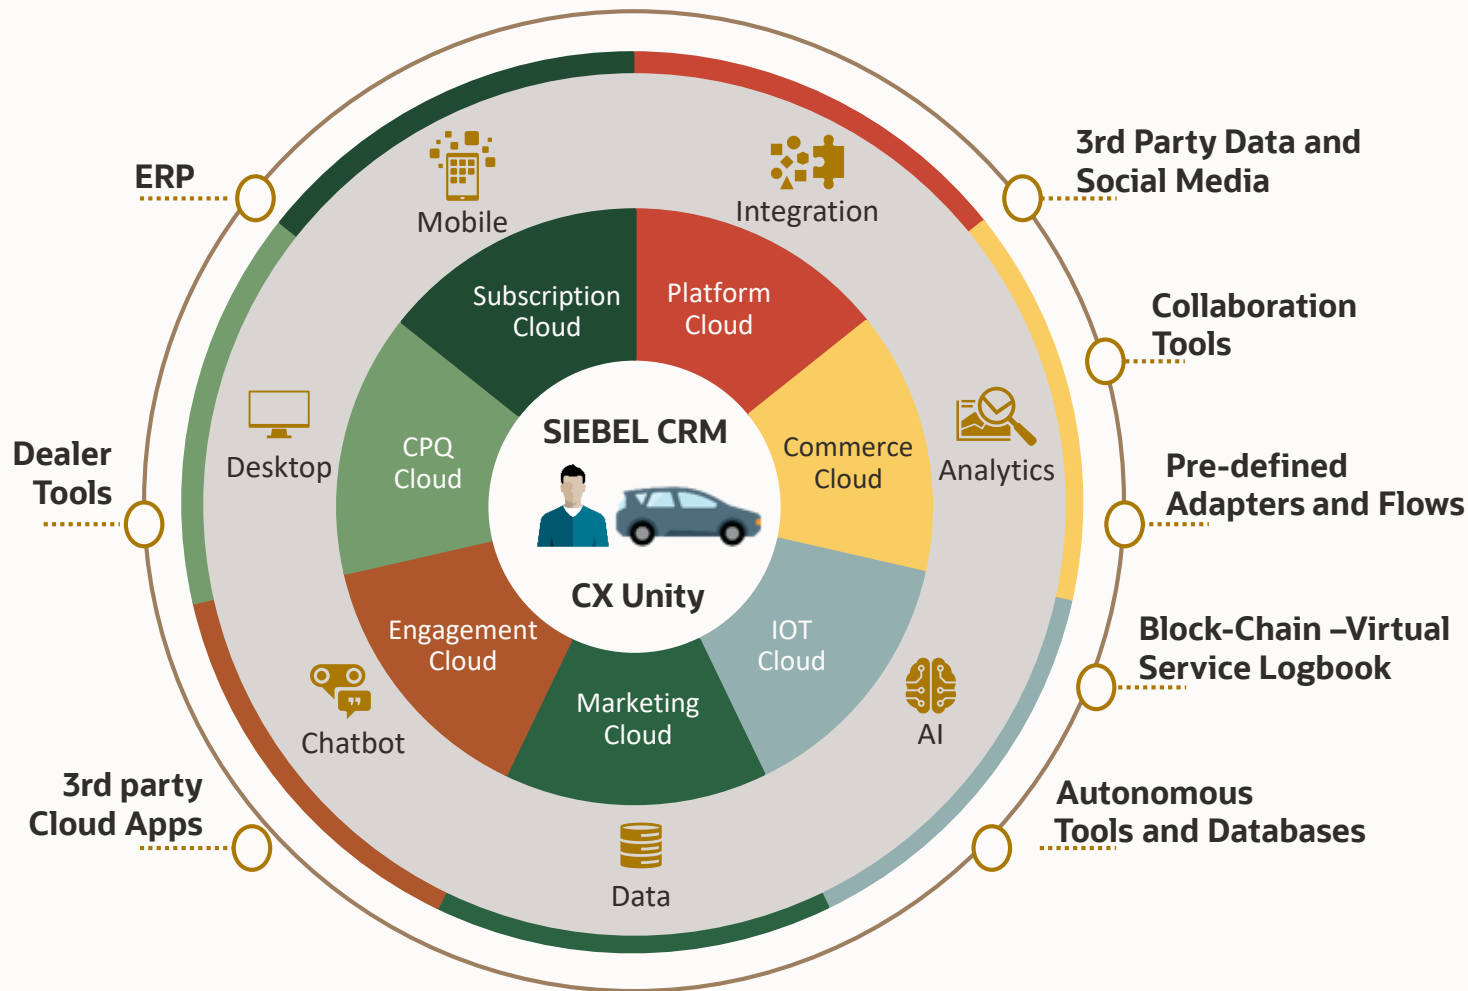 ERP
3rd Party Data and
Social Media
Mobile
Integration
Subscription
Cloud
Platform
Cloud
Collaboration
Tools
Desktop
CPQ
Cloud
SIEBEL CRM
CX Unity
Commerce
Cloud
Analytics
Dealer
Tools
Pre-defined
Adapters and Flows
Engagement
Cloud
IOT
Cloud
Block-Chain –Virtual
Service Logbook
Marketing
Cloud
Chatbot
AI
3rd party
Cloud Apps
Autonomous
Tools and Databases
Data